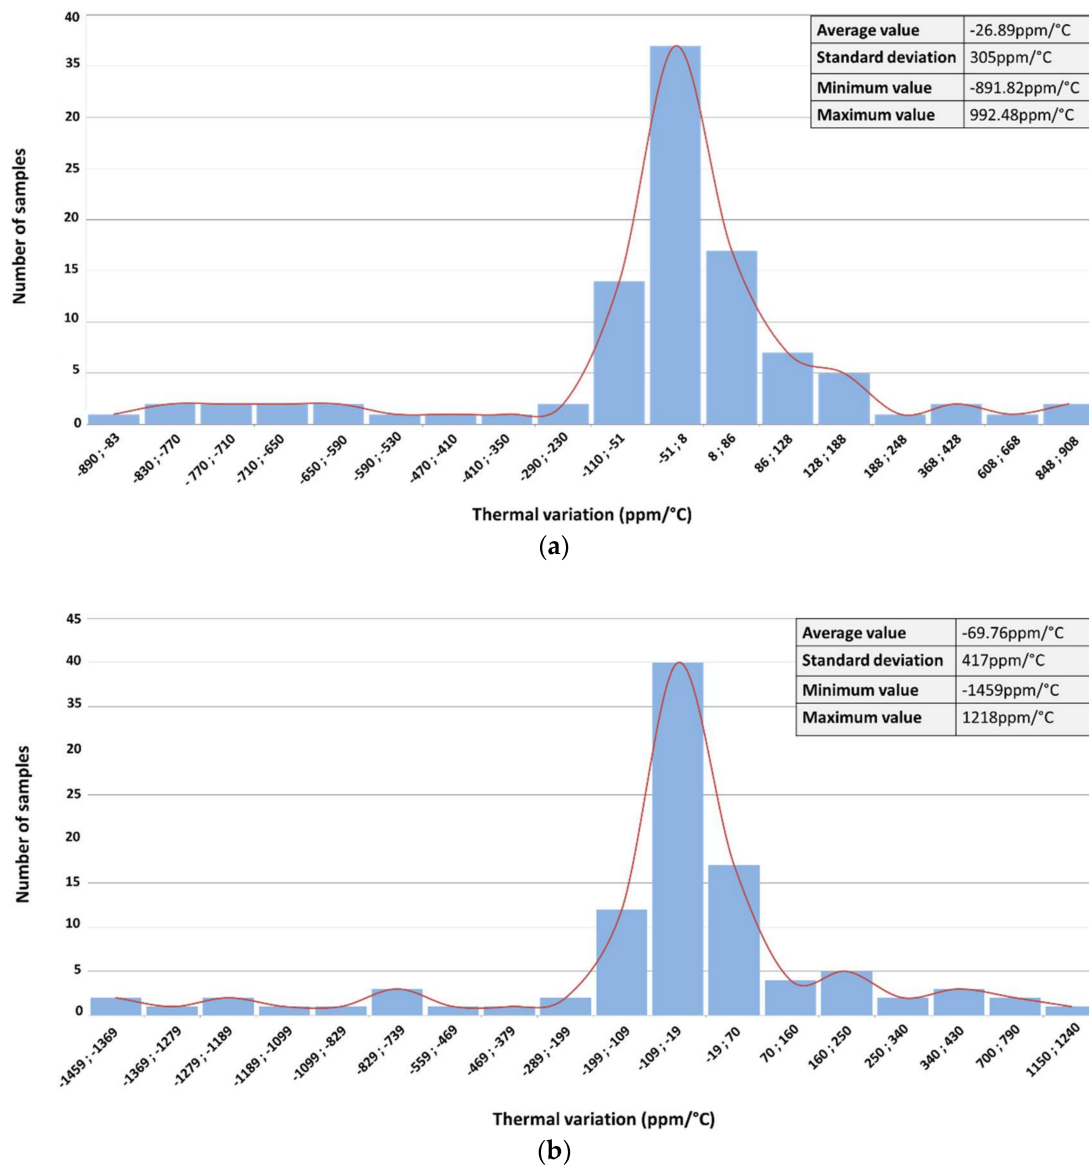 40
35
20
25
20
15
10
5
0
Number of samples
Average value -26.89ppm/°C
Standard deviation 305ppm/°C
Minimum value -891.82ppm/°C
Maximum value 992.48ppm/°C
-890 ; -83
-830 ; -770
-770 ; -710
-710 ; -650
-650 ; -590
-590 ; -530
-470 ; -410
-410 ; -350
-290 ; -230
-110 ; -51
-51 ; 8
8 ; 86
86 ; 128
128 ; 188
188 ; 248
368 ; 428
608 ; 668
848 ; 908
Thermal variation (ppm/°C)
(a)
45
40
35
20
25
20
15
10
5
0
Number of samples
Average value -69.76ppm/°C
Standard deviation 417ppm/°C
Minimum value -1459ppm/°C
Maximum value 1218ppm/°C
-1459 ; -1369
-1369 ; -1279
-1279 ; -1189
-1189 ; -1099
-1099 ; -829
-829 ; -739
-559 ; -469
-469 ; -379
-289 ; -199
-199 ; -109
-109 ; -19
-19 ; 70
70 ; 160
160 ; 250
250 ; 340
340 ; 430
700 ; 790
1150 ; 1240
Thermal variation (ppm/°C)
(b)